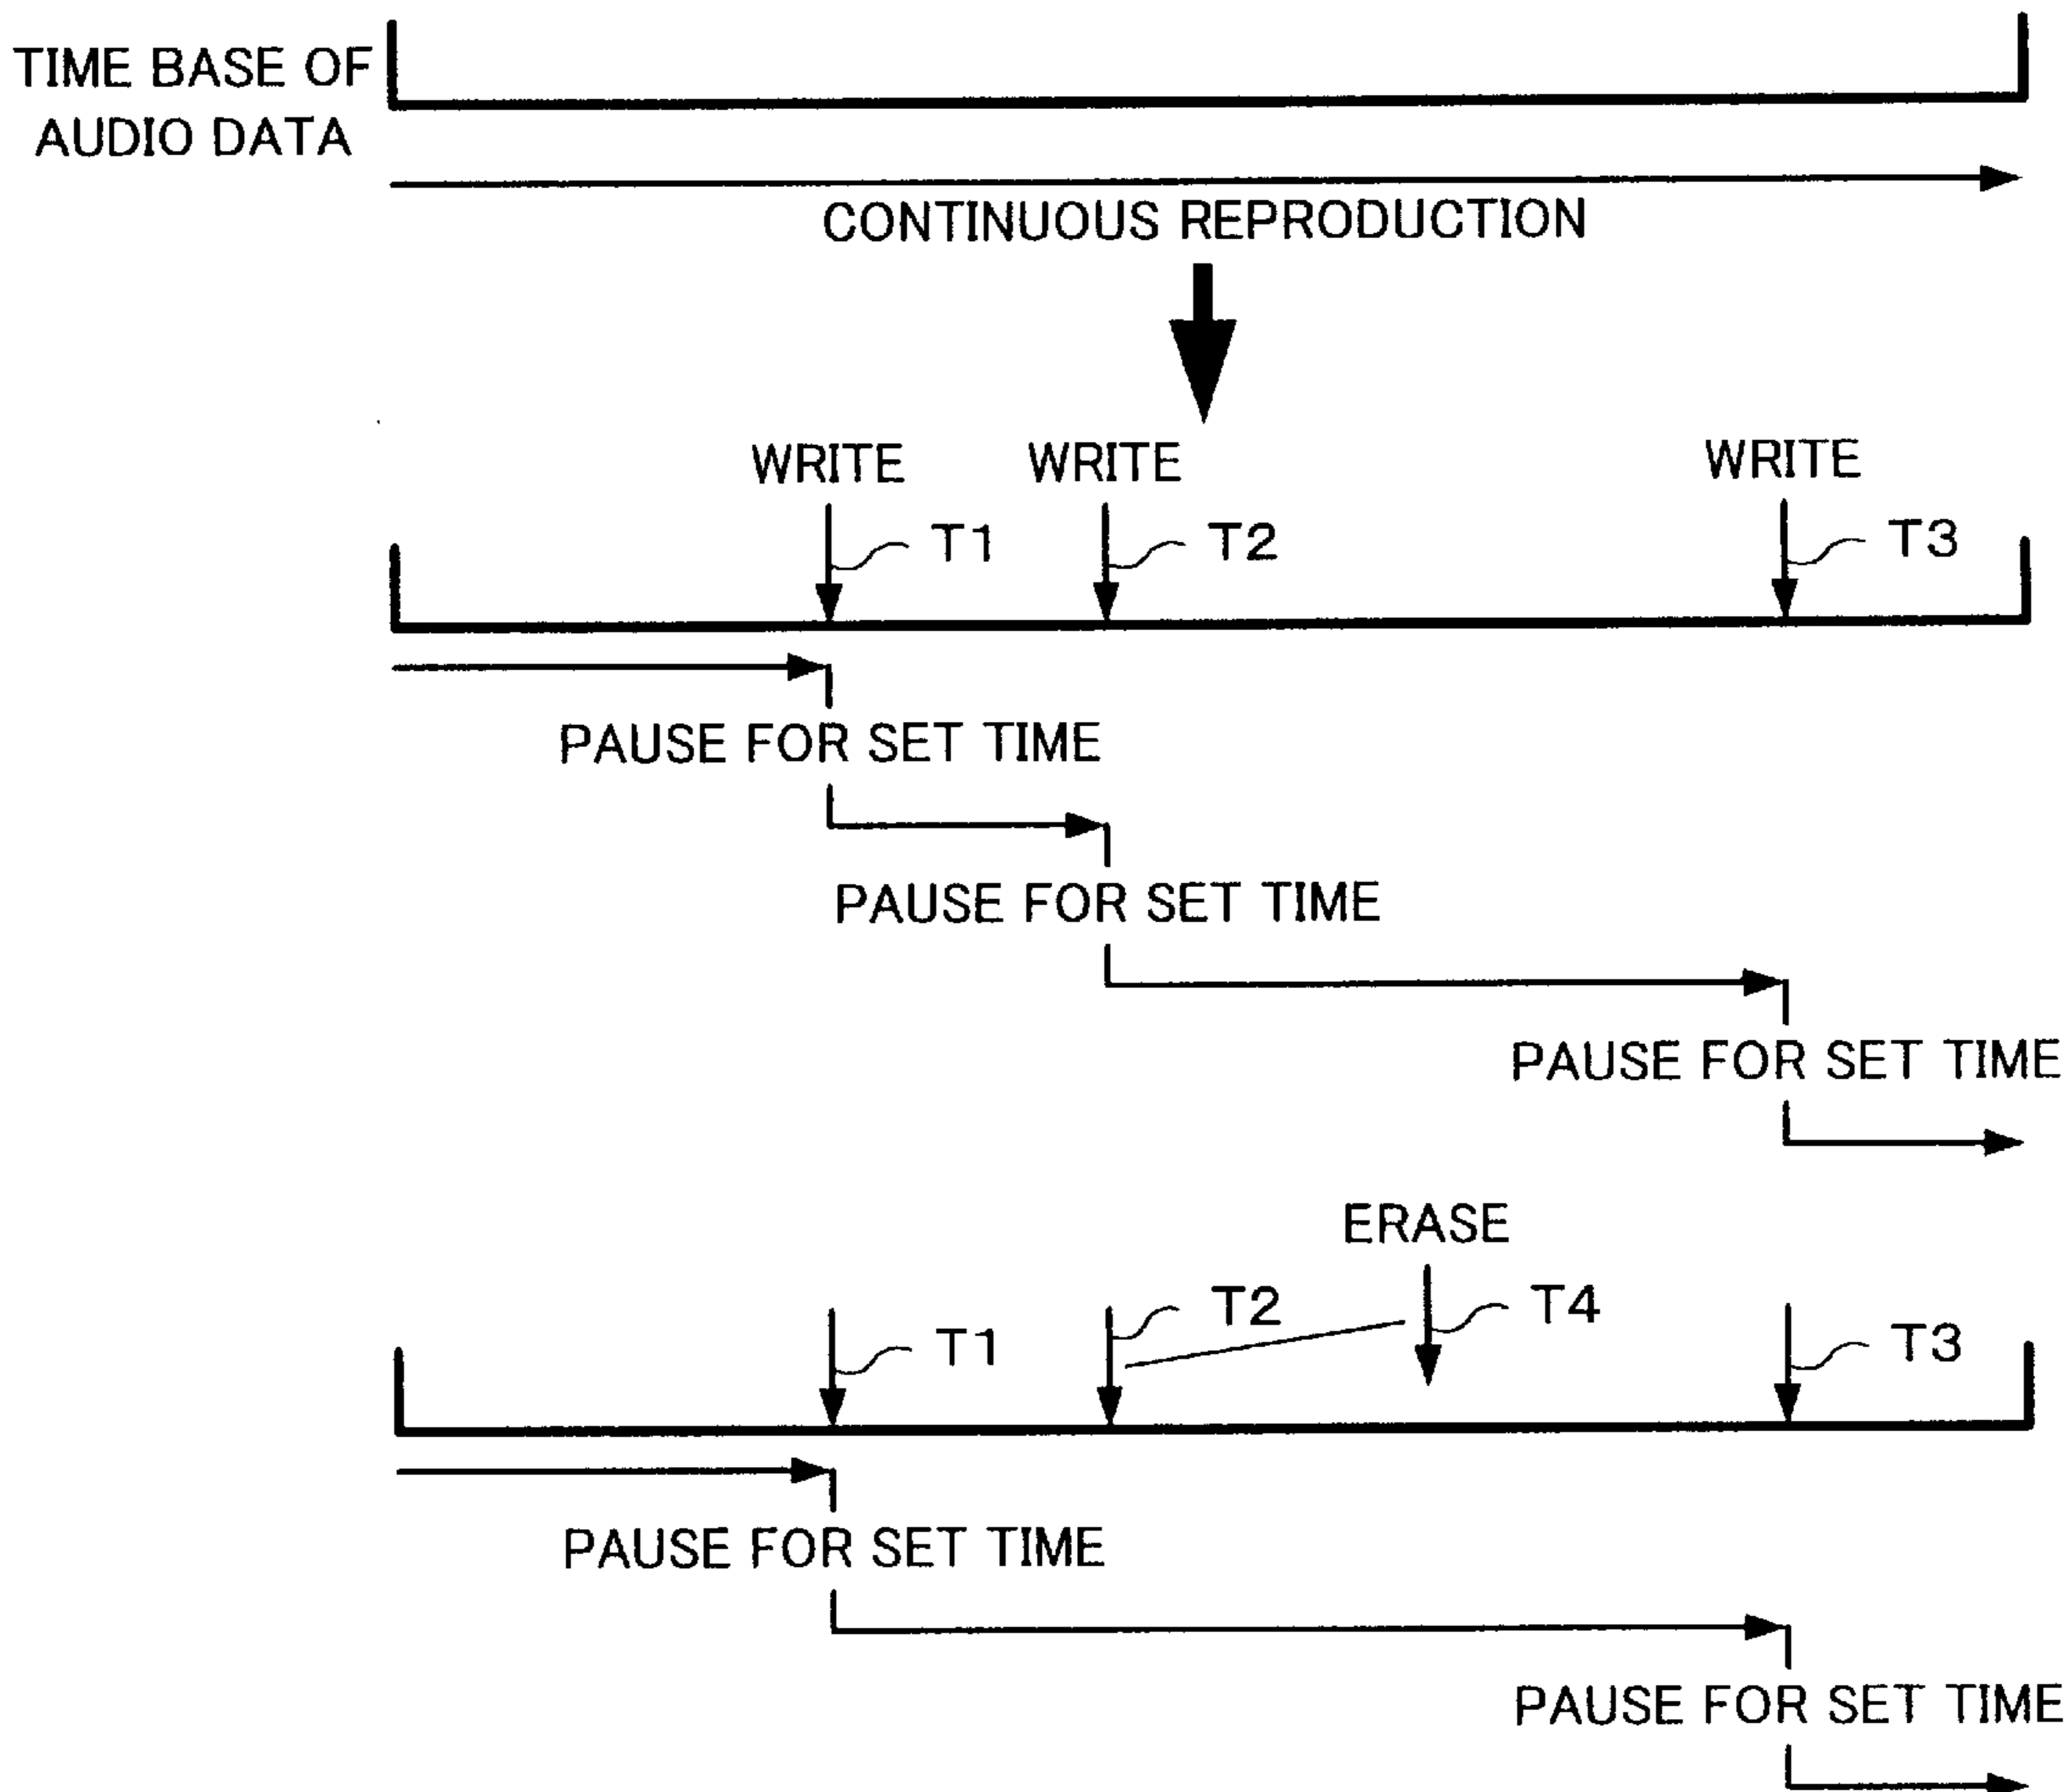 TIME BASE OF
AUDIO DATA
CONTINUOUS REPRODUCTION
WRITE WRITE WRITE
T1 T2 T3
PAUSE FOR SET TIME
PAUSE FOR SET TIME
PAUSE FOR SET TIME
ERASE
T1 T2 T4 T3
PAUSE FOR SET TIME
PAUSE FOR SET TIME